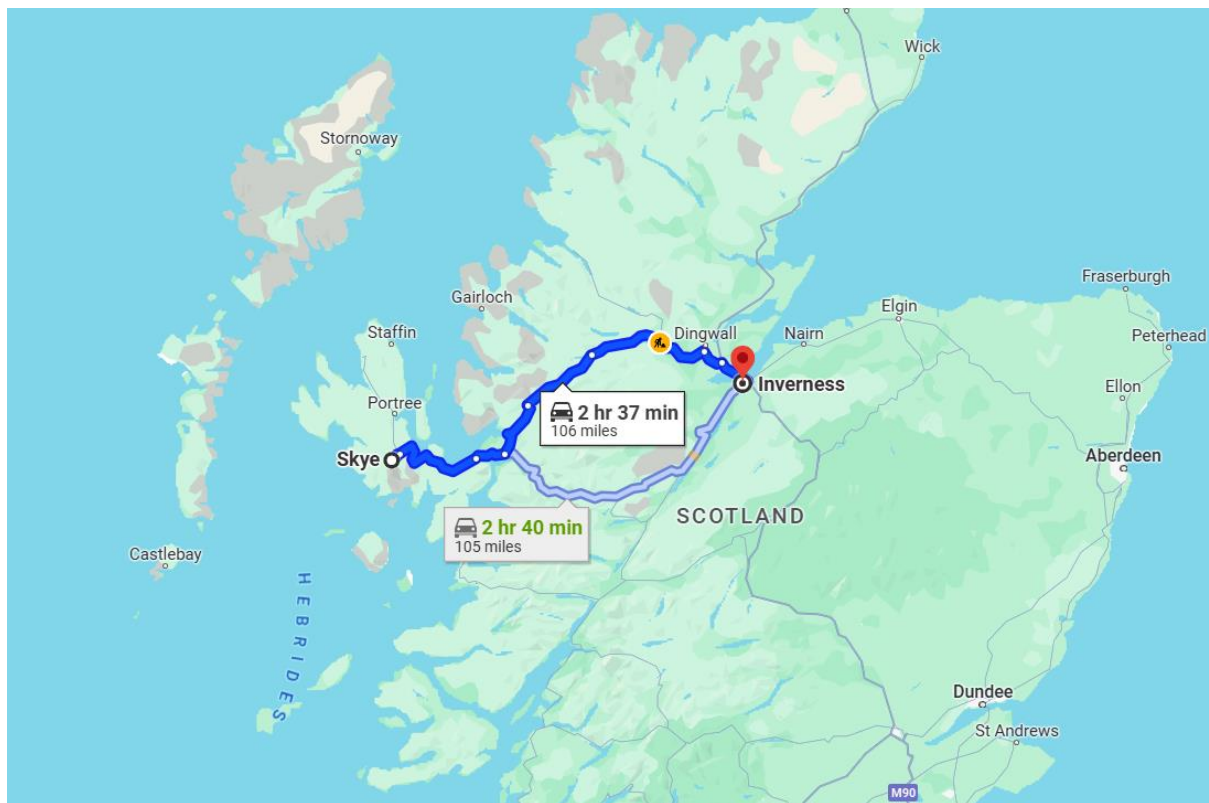 Wick
Stornoway
Fraserburgh
Gairloch
Elgin
Staffin
Dingwall
Nairn
Peterhead
Inverness
Ellon
Portree
2 hr 37 min
106 miles
Skye
Aberdeen
SCOTLAND
2 hr 40 min
105 miles
Castlebay
HEBRIDES
Dundee
St Andrews
M90